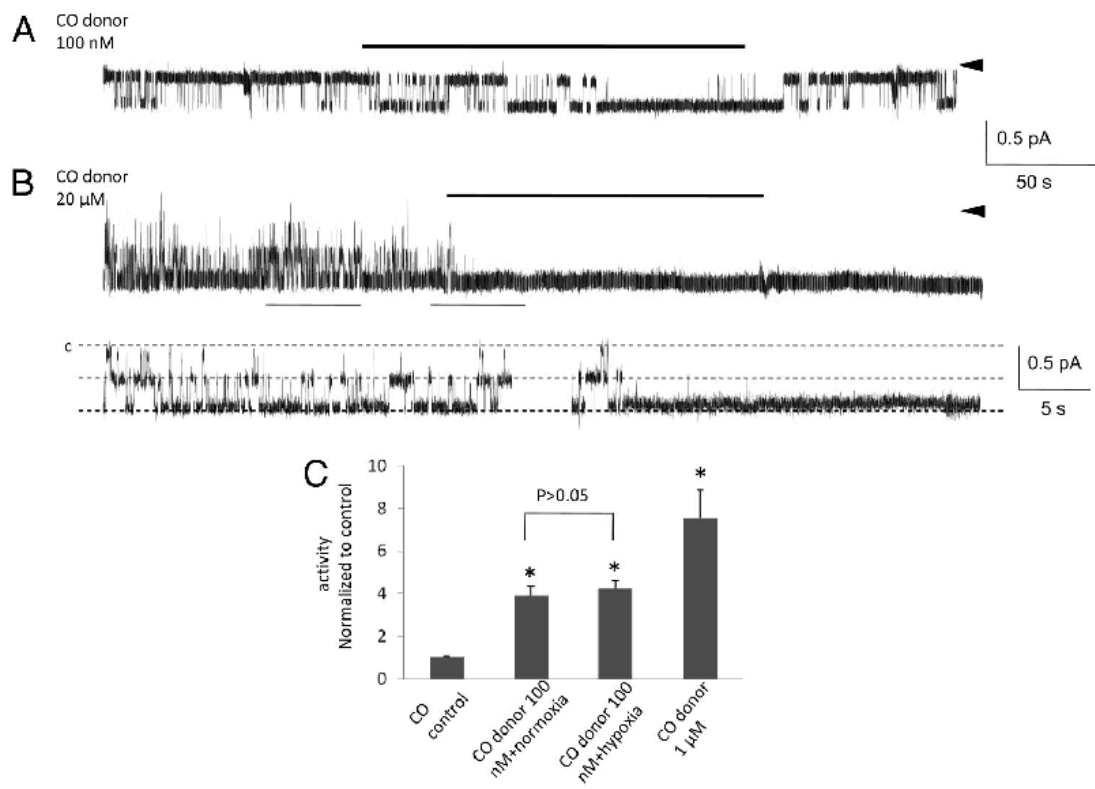 A
CO donor
100 nM
0.5 pA
50 s
B
CO donor
20 µM
c
0.5 pA
5 s
C
10
8
6
4
2
0
activity
Normalized to control
P>0.05
*
*
*
CO
control
CO donor 100
nM+normoxia
CO donor 100
nM+hypoxia
CO donor
1 µM